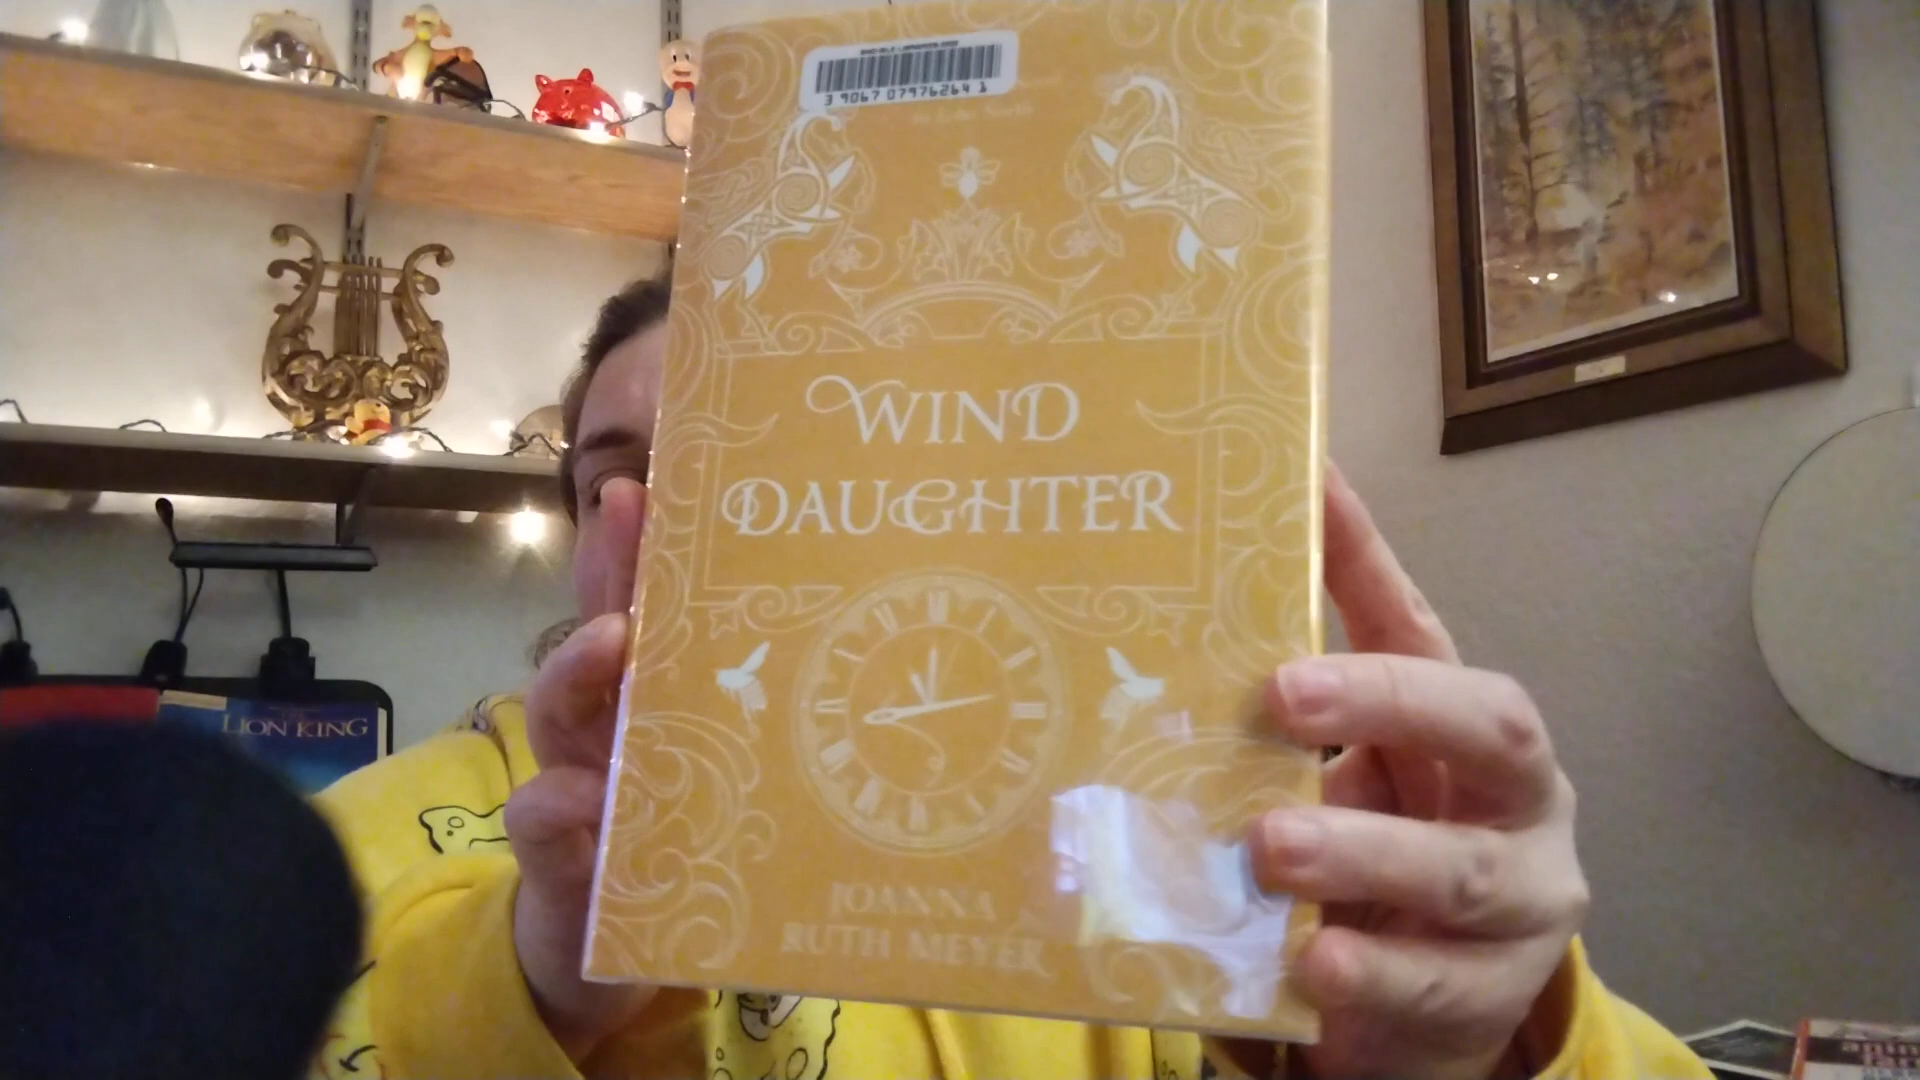 3 9067 07976264 1
WIND
DAUGHTER
JOANNA
RUTH MEYER
LION KING